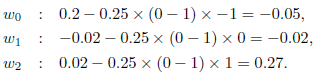 w₀ : 0.2 − 0.25 × (0 − 1) × −1 = −0.05,
w₁ : −0.02 − 0.25 × (0 − 1) × 0 = −0.02,
w₂ : 0.02 − 0.25 × (0 − 1) × 1 = 0.27.